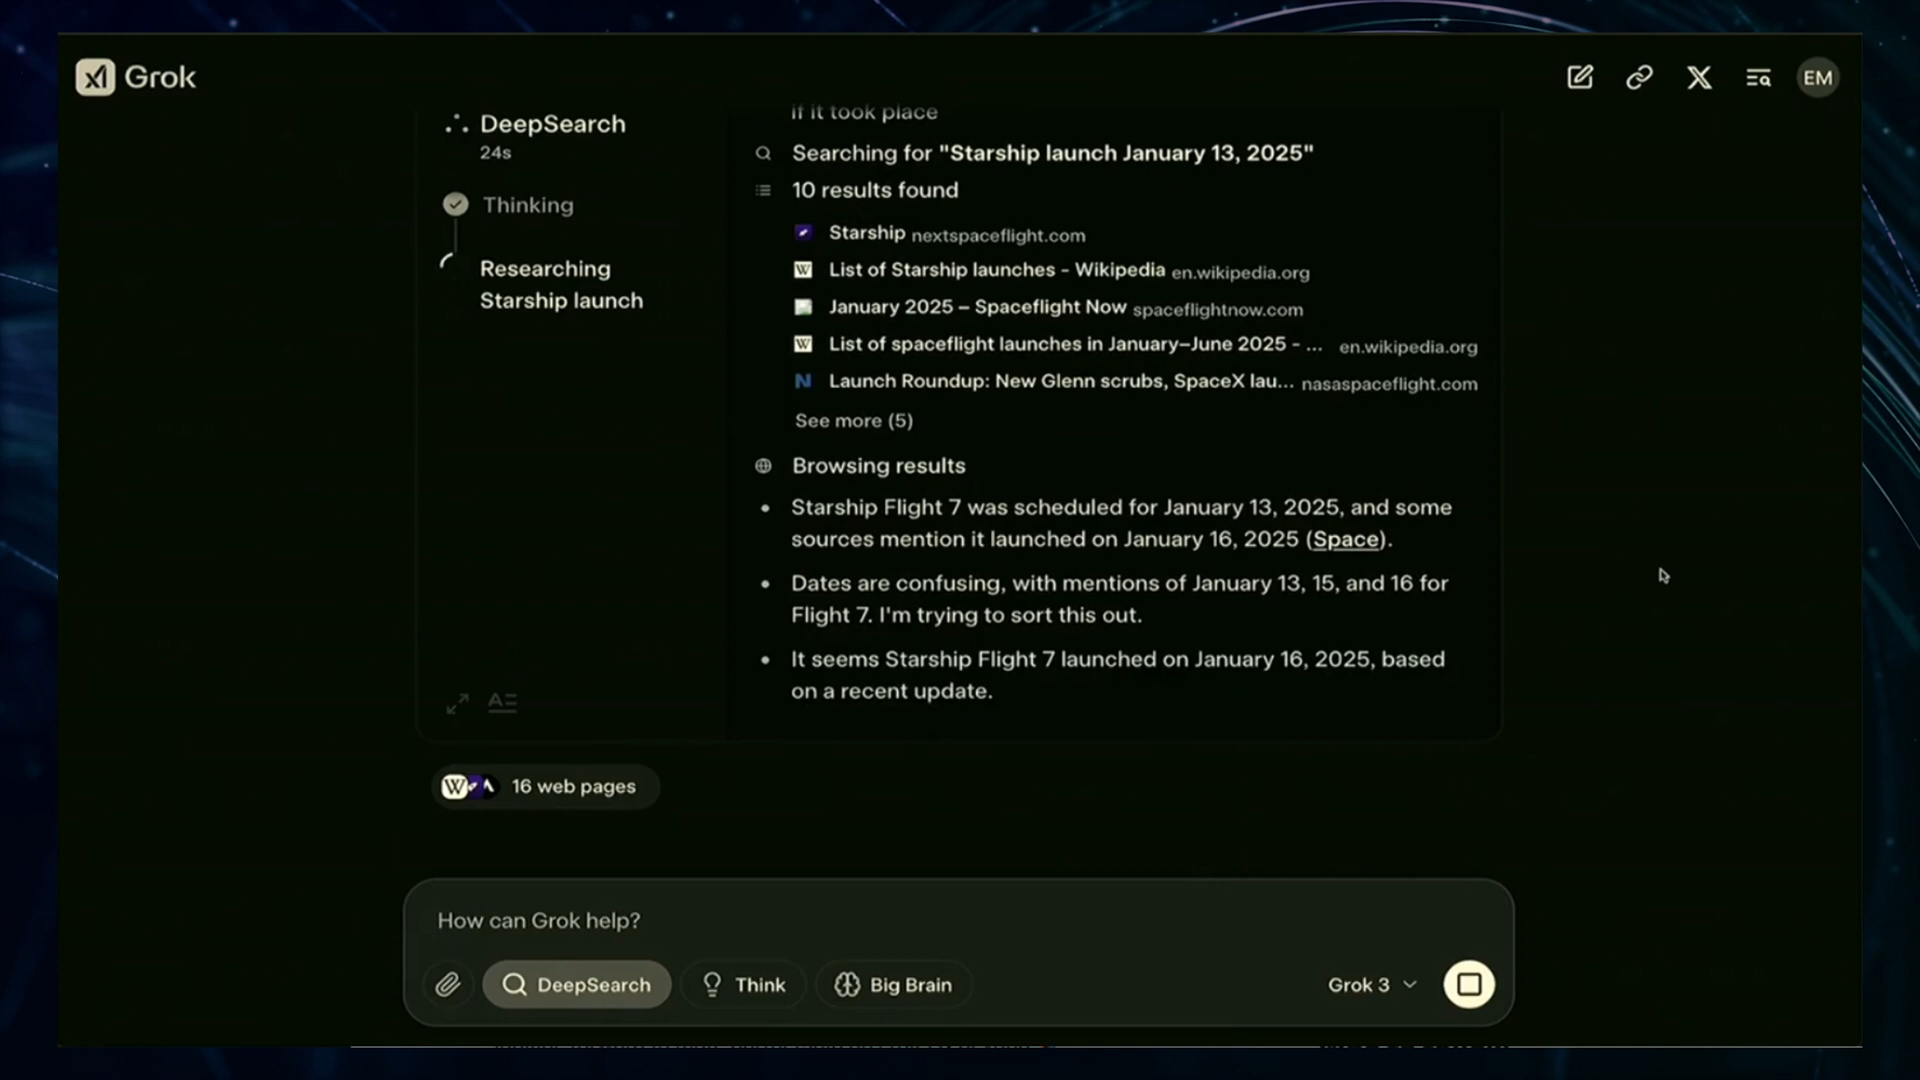 Grok
EM
if it took place
DeepSearch
24s
Searching for "Starship launch January 13, 2025"
10 results found
Thinking
Starship nextspaceflight.com
Researching
Starship launch
List of Starship launches - Wikipedia en.wikipedia.org
January 2025 – Spaceflight Now spaceflightnow.com
List of spaceflight launches in January–June 2025 - ... en.wikipedia.org
Launch Roundup: New Glenn scrubs, SpaceX lau... nasaspaceflight.com
See more (5)
Browsing results
• Starship Flight 7 was scheduled for January 13, 2025, and some
sources mention it launched on January 16, 2025 (Space).
• Dates are confusing, with mentions of January 13, 15, and 16 for
Flight 7. I'm trying to sort this out.
• It seems Starship Flight 7 launched on January 16, 2025, based
on a recent update.
16 web pages
How can Grok help?
DeepSearch
Think
Big Brain
Grok 3